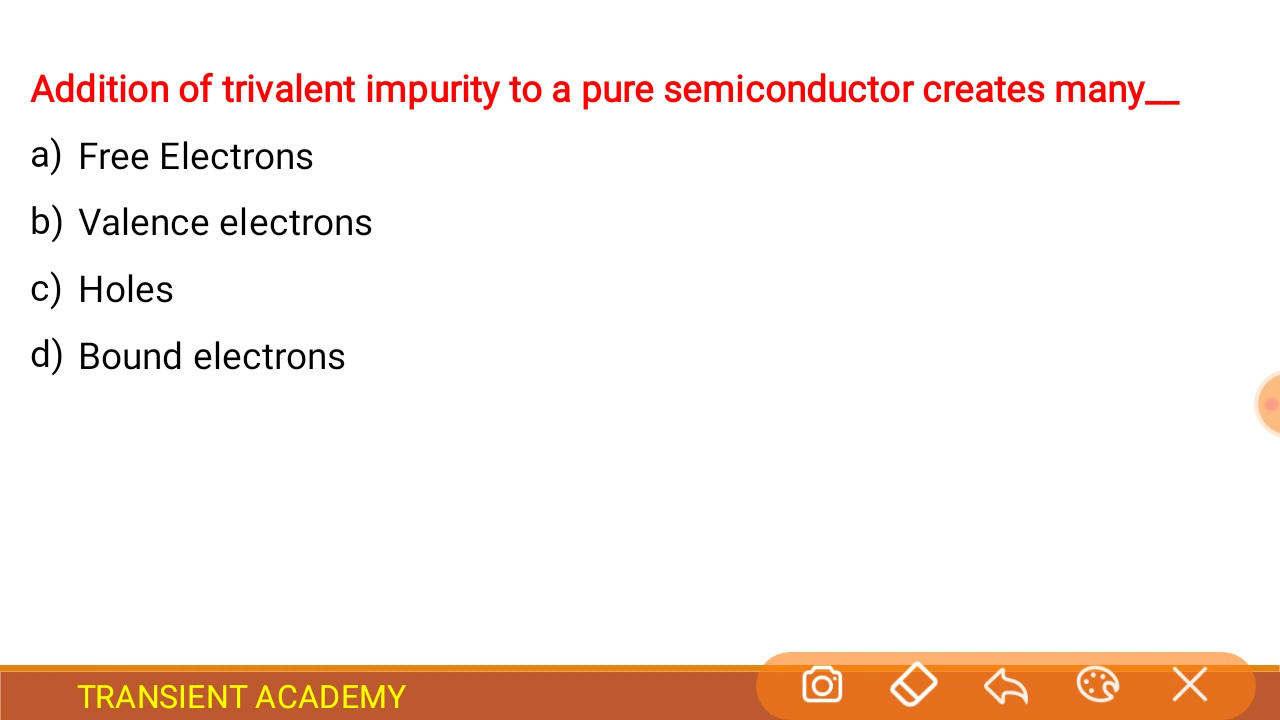 Addition of trivalent impurity to a pure semiconductor creates many__
a) Free Electrons
b) Valence electrons
c) Holes
d) Bound electrons
TRANSIENT ACADEMY